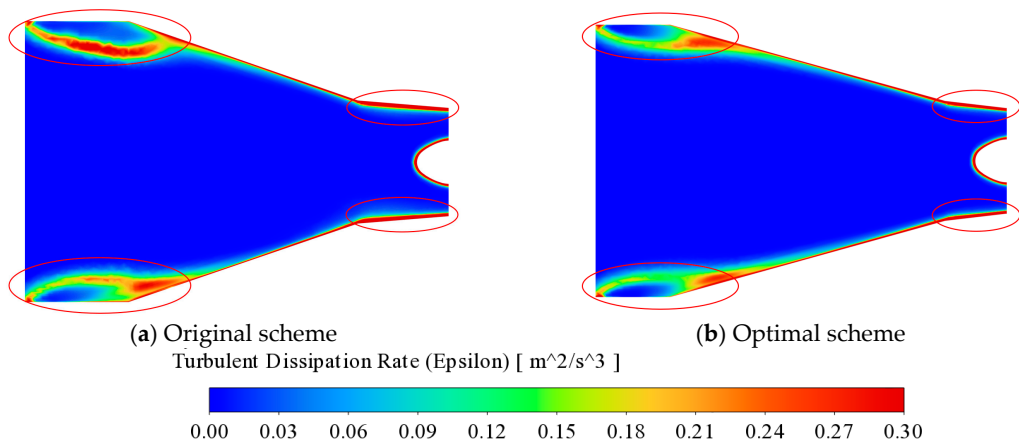 (a) Original scheme
(b) Optimal scheme
Turbulent Dissipation Rate (Epsilon) [ m^2/s^3 ]
0.00 0.03 0.06 0.09 0.12 0.15 0.18 0.21 0.24 0.27 0.30